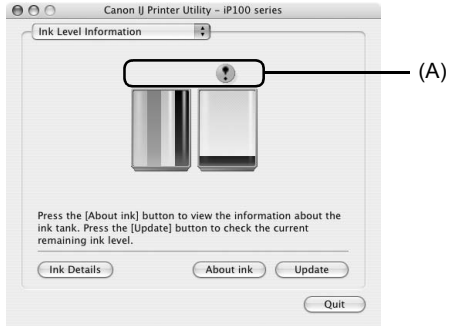 Canon IJ Printer Utility – iP100 series
Ink Level Information
(A)
Press the [About ink] button to view the information about the
ink tank. Press the [Update] button to check the current
remaining ink level.
Ink Details
About ink
Update
Quit